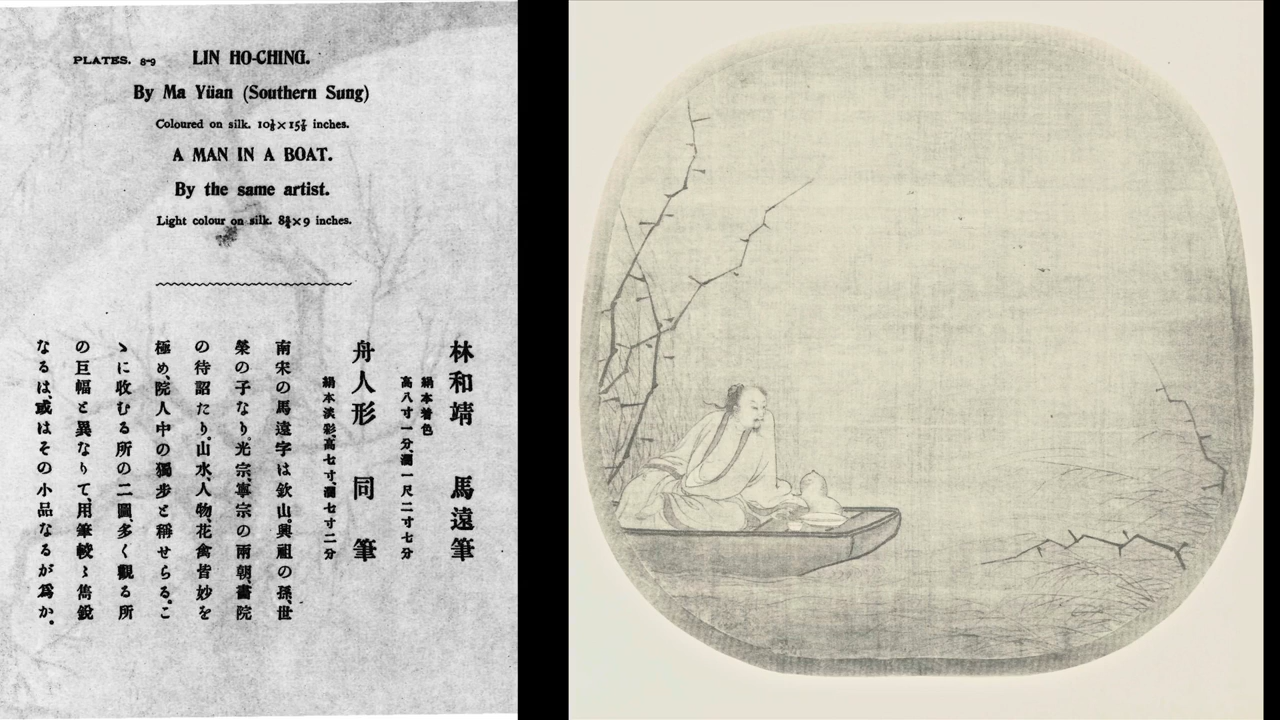 PLATES. 8-9 LIN HO-CHING.
By Ma Yüan (Southern Sung)
Coloured on silk. 10⅛×15⅞ inches.
A MAN IN A BOAT.
By the same artist.
Light colour on silk. 8¾×9 inches.
林和靖 馬遠筆
絹本着色
高八寸一分、濶一尺二寸七分
舟人形 同筆
絹本淡彩、高七寸、濶七寸二分
南宋の馬遠字は欽山。興祖の孫、世
榮の子なり。光宗、寧宗の兩朝、畫院
の待詔たり。山水、人物、花禽皆妙を
極め、院人中の獨步と稱せらる。こ
ゝに收むる所の二圖、多く觀る所
の巨幅と異なりて、用筆較〻雋銳
なるは、或はその小品なるが爲か。